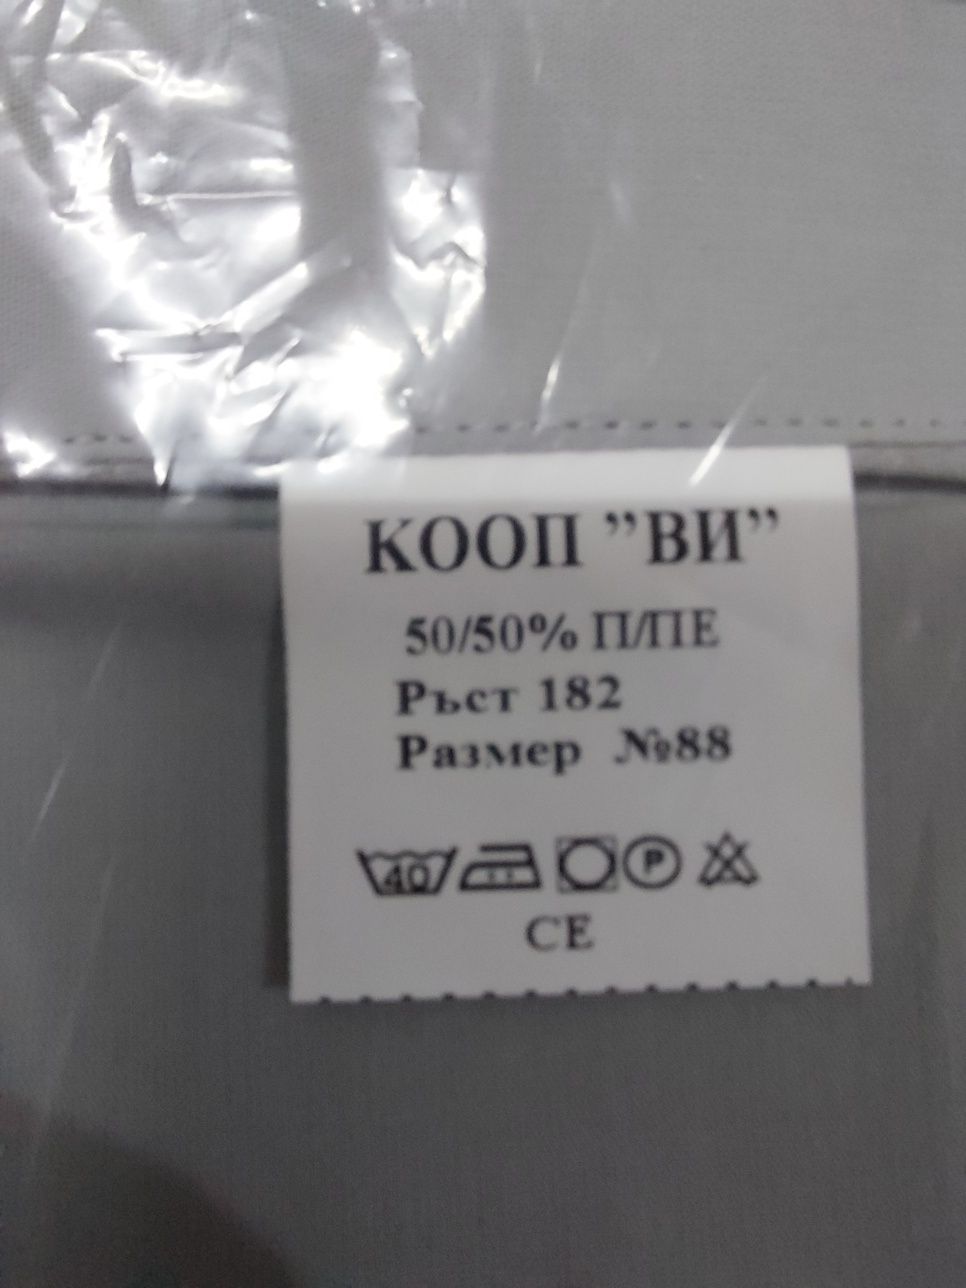 КООП ”ВИ”
50/50% П/ПЕ
Ръст 182
Размер №88
40 P
CE